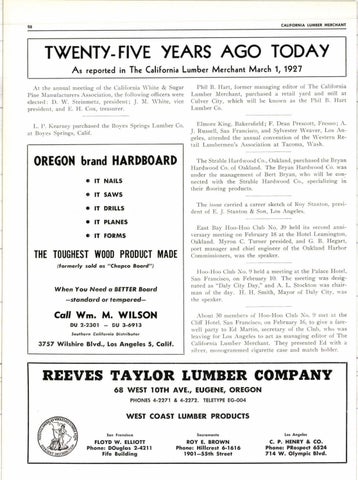 98
CALIFORNIA LUMBER MERCHANT
TWENTY-FIVE YEARS AGO TODAY
As reported in The California Lumber Merchant March 1, 1927
At the annual meeting of the California White & Sugar
Pine Manufacturers Association, the following officers were
elected: D. W. Steinmetz, president; J. M. White, vice
president, and E. H. Cox, treasurer.
L. P. Kearney purchased the Boyes Springs Lumber Co.
at Boyes Springs, Calif.
OREGON brand HARDBOARD
• IT NAILS
• IT SAWS
• IT DRILLS
• IT PLANES
• IT FORMS
THE TOUGHEST WOOD PRODUCT MADE
(formerly sold as "Chapco Board")
When You Need a BETTER Board
—standard or tempered—
Call Wm. M. WILSON
DU 2-2301 — DU 3-6913
Southern California Distributor
3757 Wilshire Blvd., Los Angeles 5, Calif.
Phil B. Hart, former managing editor of The California
Lumber Merchant, purchased a retail yard and mill at
Culver City, which will be known as the Phil B. Hart
Lumber Co.
Elmore King, Bakersfield; F. Dean Prescott, Fresno; A.
J. Russell, San Francisco, and Sylvester Weaver, Los An-
geles, attended the annual convention of the Western Re-
tail Lumbermen's Association at Tacoma, Wash.
The Strable Hardwood Co., Oakland, purchased the Bryan
Hardwood Co. of Oakland. The Bryan Hardwood Co. was
under the management of Bert Bryan, who will be con-
nected with the Strable Hardwood Co., specializing in
their flooring products.
The issue carried a career sketch of Roy Stanton, presi-
dent of E. J. Stanton & Son, Los Angeles.
East Bay Hoo-Hoo Club No. 39 held its second anni-
versary meeting on February 18 at the Hotel Leamington,
Oakland. Myron C. Turner presided, and G. B. Hegart,
port manager and chief engineer of the Oakland Harbor
Commissioners, was the speaker.
Hoo-Hoo Club No. 9 held a meeting at the Palace Hotel,
San Francisco, on February 10. The meeting was desig-
nated as "Daly City Day," and A. L. Stockton was chair-
man of the day. H. H. Smith, Mayor of Daly City, was
the speaker.
About 30 members of Hoo-Hoo Club No. 9 met at the
Cliff Hotel, San Francisco, on February 16, to give a fare-
well party to Ed Martin, secretary of the Club, who was
leaving for Los Angeles to act as managing editor of The
California Lumber Merchant. They presented Ed with a
silver, monogrammed cigarette case and match holder.
REEVES TAYLOR LUMBER COMPANY
68 WEST 10TH AVE., EUGENE, OREGON
PHONES 4-2271 & 4-2272. TELETYPE EG-004
WEST COAST LUMBER PRODUCTS
San Francisco
FLOYD W. ELLIOTT
Phone: DOuglas 2-4211
Fife Building
Sacramento
ROY E. BROWN
Phone: Hillcrest 6-1616
1901—55th Street
Los Angeles
C. P. HENRY & CO.
Phone: PRospect 6524
714 W. Olympic Blvd.